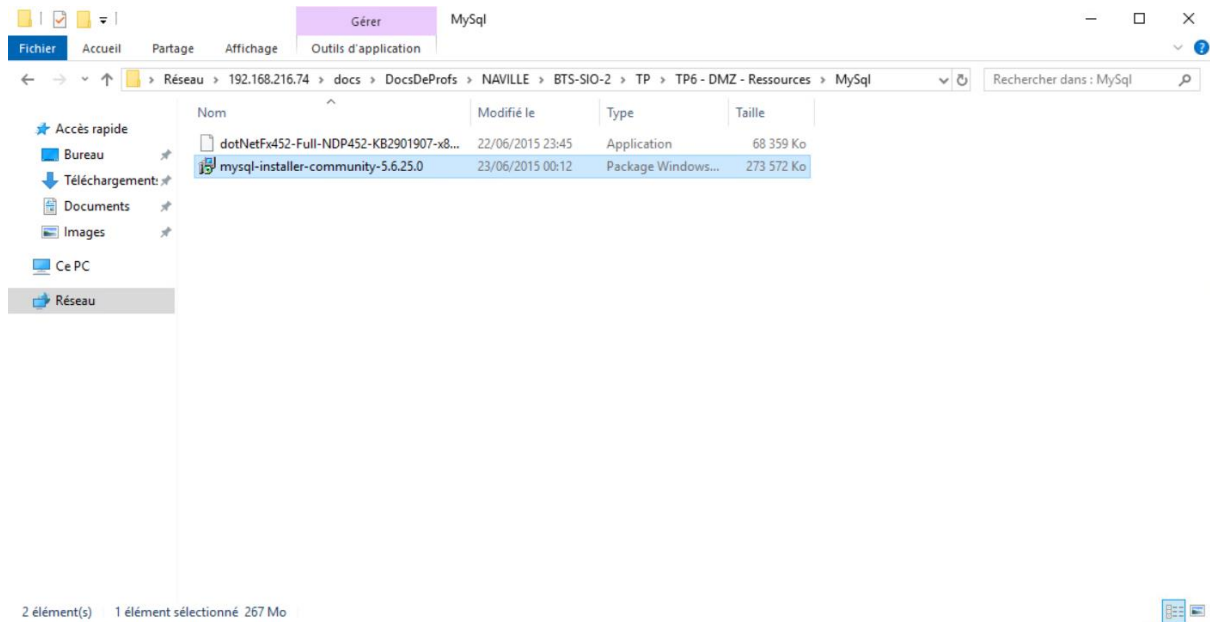 Gérer MySql
Fichier Accueil Partage Affichage Outils d'application
Réseau > 192.168.216.74 > docs > DocsDeProfs > NAVILLE > BTS-SIO-2 > TP > TP6 - DMZ - Ressources > MySql Rechercher dans : MySql
Nom Modifié le Type Taille
Accès rapide
Bureau
Téléchargement:
Documents
Images
Ce PC
Réseau
dotNetFx452-Full-NDP452-KB2901907-x8... 22/06/2015 23:45 Application 68 359 Ko
mysql-installer-community-5.6.25.0 23/06/2015 00:12 Package Windows... 273 572 Ko
2 élément(s) 1 élément sélectionné 267 Mo